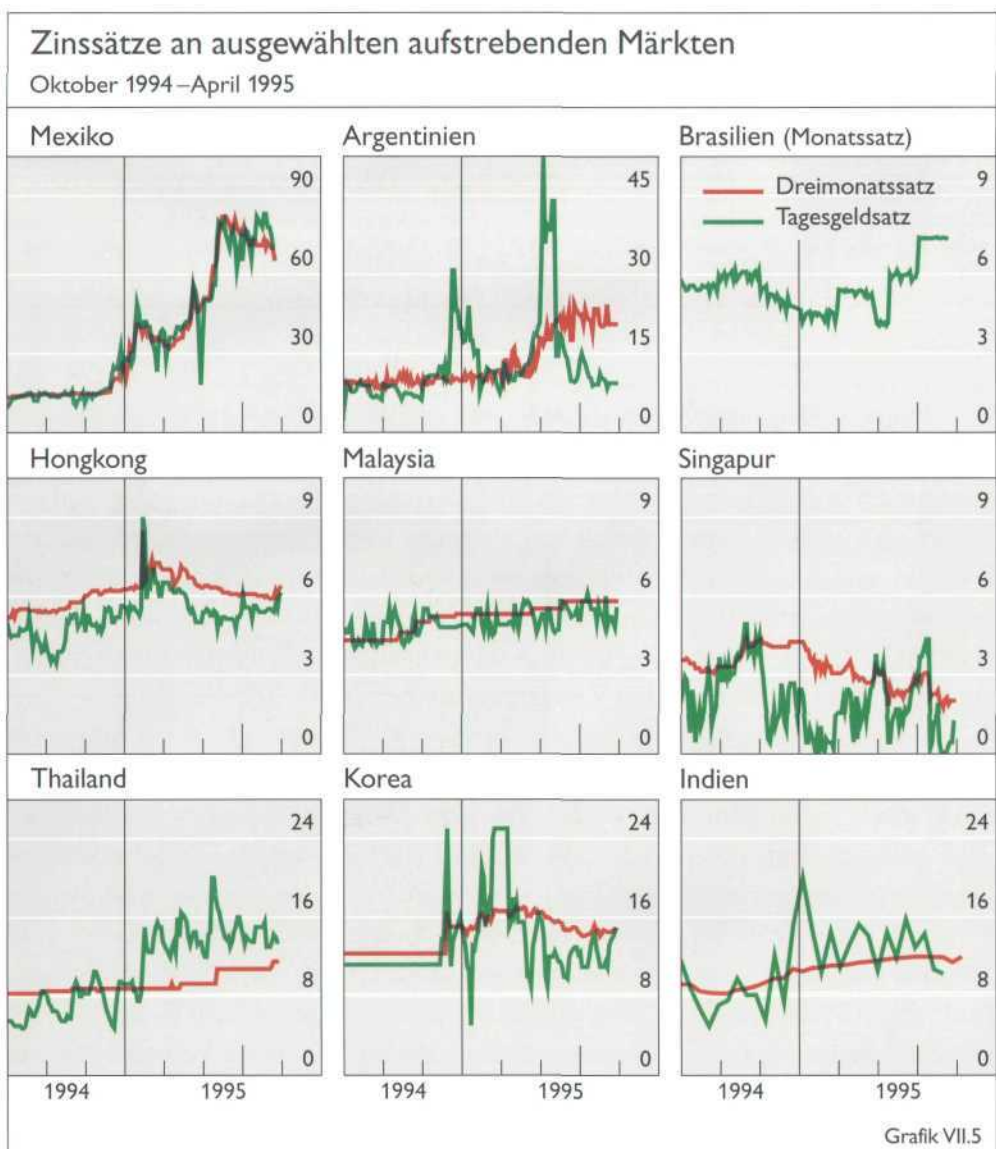 Zinssätze an ausgewählten aufstrebenden Märkten
Oktober 1994–April 1995
Mexiko
90
60
30
0
Argentinien
45
30
15
0
Brasilien (Monatssatz)
Dreimonatssatz
Tagesgeldsatz
9
6
3
0
Hongkong
9
6
3
0
Malaysia
9
6
3
0
Singapur
9
6
3
0
Thailand
24
16
8
0
1994 1995
Korea
24
16
8
0
1994 1995
Indien
24
16
8
0
1994 1995
Grafik VII.5